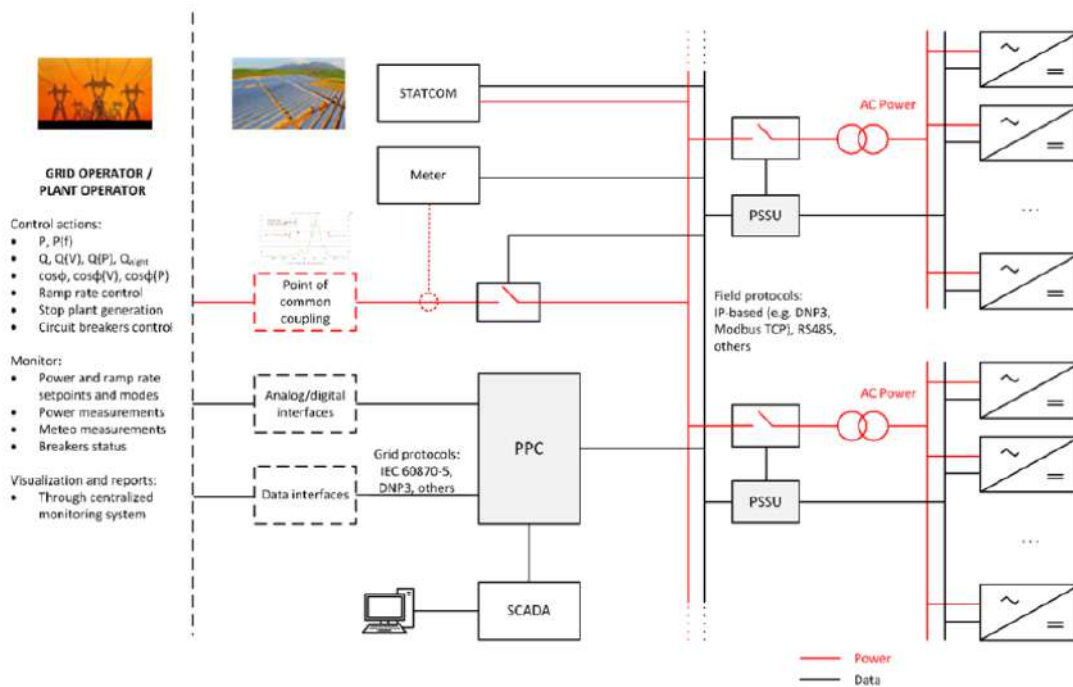 GRID OPERATOR /
PLANT OPERATOR
Control actions:
• P, P(f)
• Q, Q(V), Q(P), Qnight
• cosϕ, cosϕ(V), cosϕ(P)
• Ramp rate control
• Stop plant generation
• Circuit breakers control
Monitor:
• Power and ramp rate
setpoints and modes
• Power measurements
• Meteo measurements
• Breakers status
Visualization and reports:
• Through centralized
monitoring system
STATCOM
Meter
Point of
common
coupling
Analog/digital
interfaces
Data interfaces
Grid protocols:
IEC 60870-5,
DNP3, others
PPC
SCADA
AC Power
PSSU
...
Field protocols:
IP-based (e.g. DNP3,
Modbus TCP), RS485,
others
AC Power
PSSU
...
Power
Data